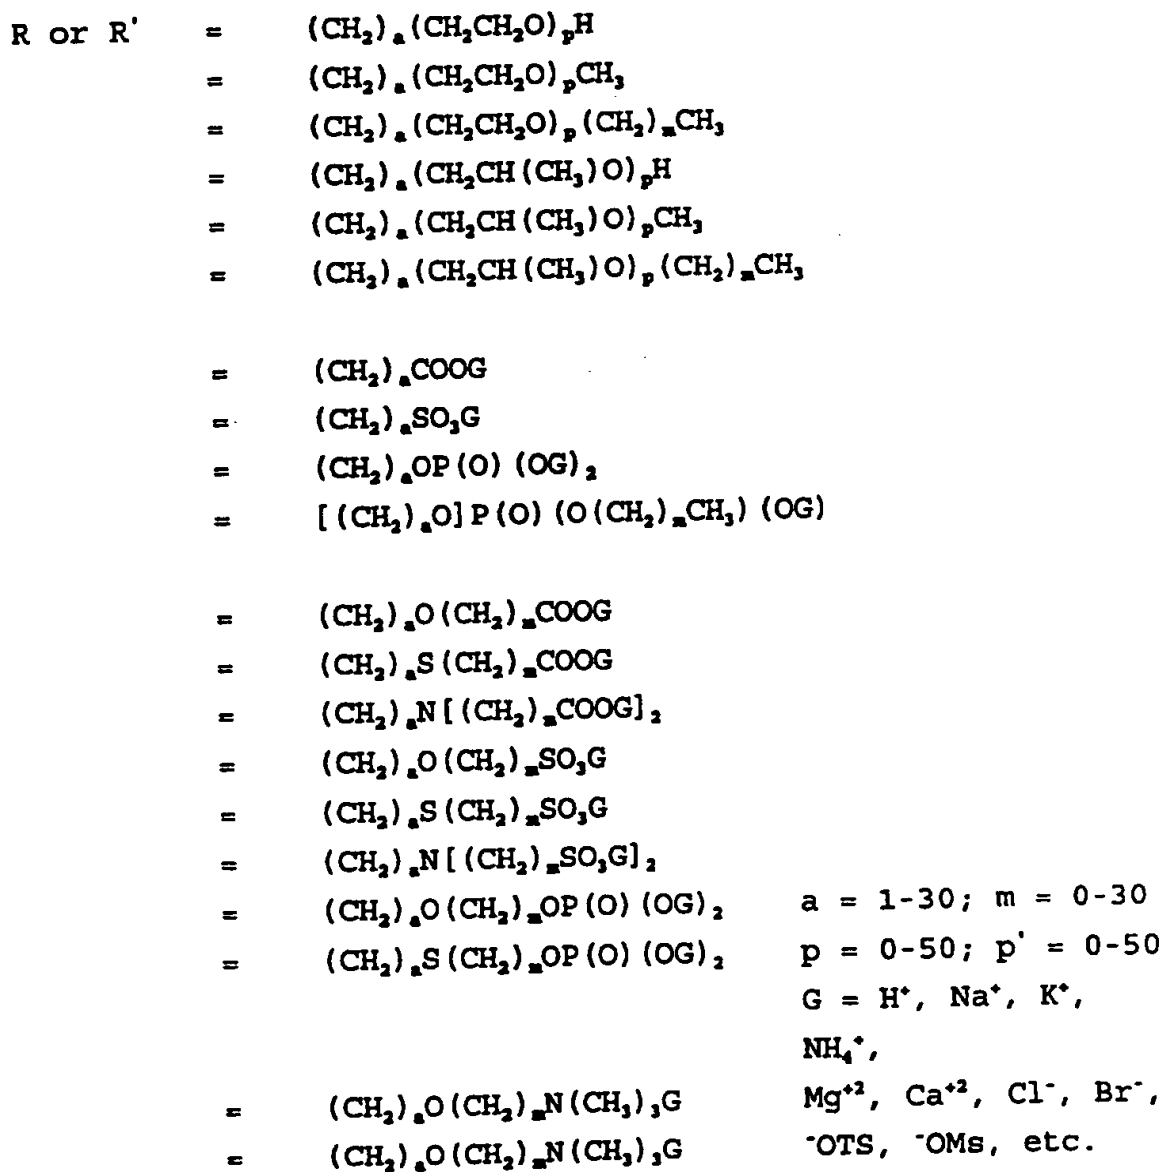 R or R' = (CH₂)ₐ(CH₂CH₂O)ₚH
= (CH₂)ₐ(CH₂CH₂O)ₚCH₃
= (CH₂)ₐ(CH₂CH₂O)ₚ(CH₂)ₘCH₃
= (CH₂)ₐ(CH₂CH(CH₃)O)ₚH
= (CH₂)ₐ(CH₂CH(CH₃)O)ₚCH₃
= (CH₂)ₐ(CH₂CH(CH₃)O)ₚ(CH₂)ₘCH₃
= (CH₂)ₐCOOG
= (CH₂)ₐSO₃G
= (CH₂)ₐOP(O)(OG)₂
= [(CH₂)ₐO]P(O)(O(CH₂)ₘCH₃)(OG)
= (CH₂)ₐO(CH₂)ₘCOOG
= (CH₂)ₐS(CH₂)ₘCOOG
= (CH₂)ₐN[(CH₂)ₘCOOG]₂
= (CH₂)ₐO(CH₂)ₘSO₃G
= (CH₂)ₐS(CH₂)ₘSO₃G
= (CH₂)ₐN[(CH₂)ₘSO₃G]₂
= (CH₂)ₐO(CH₂)ₘOP(O)(OG)₂
= (CH₂)ₐS(CH₂)ₘOP(O)(OG)₂
= (CH₂)ₐO(CH₂)ₘN(CH₃)₃G
= (CH₂)ₐO(CH₂)ₘN(CH₃)₃G
a = 1-30; m = 0-30
p = 0-50; p' = 0-50
G = H⁺, Na⁺, K⁺,
NH₄⁺,
Mg⁺², Ca⁺², Cl⁻, Br⁻,
⁻OTS, ⁻OMs, etc.